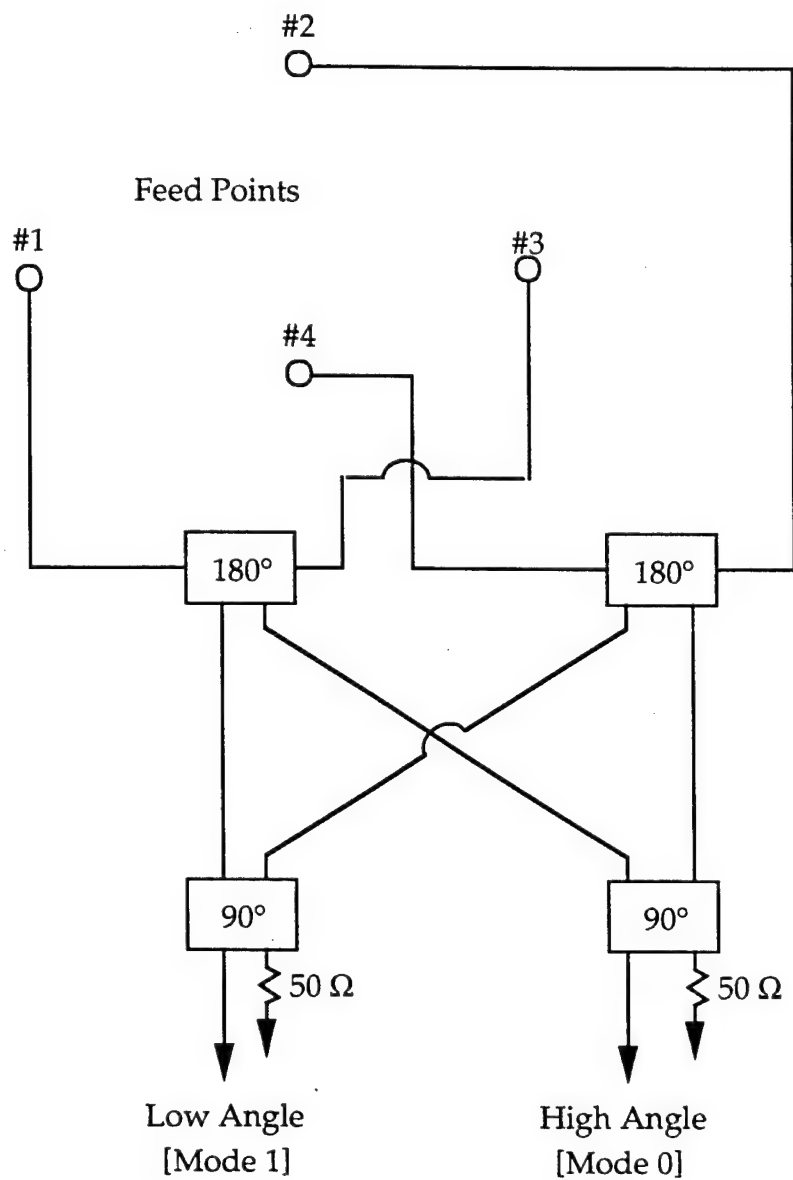 #2
Feed Points
#1
#3
#4
180°
180°
90°
90°
50 Ω
50 Ω
Low Angle
[Mode 1]
High Angle
[Mode 0]